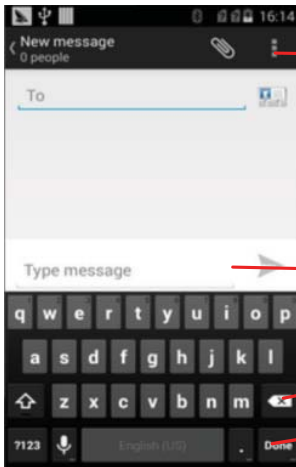 16:14
New message
0 people
To
Type message
q w e r t y u i o p
a s d f g h j k l
z x c v b n m
?123 English (US) . Done